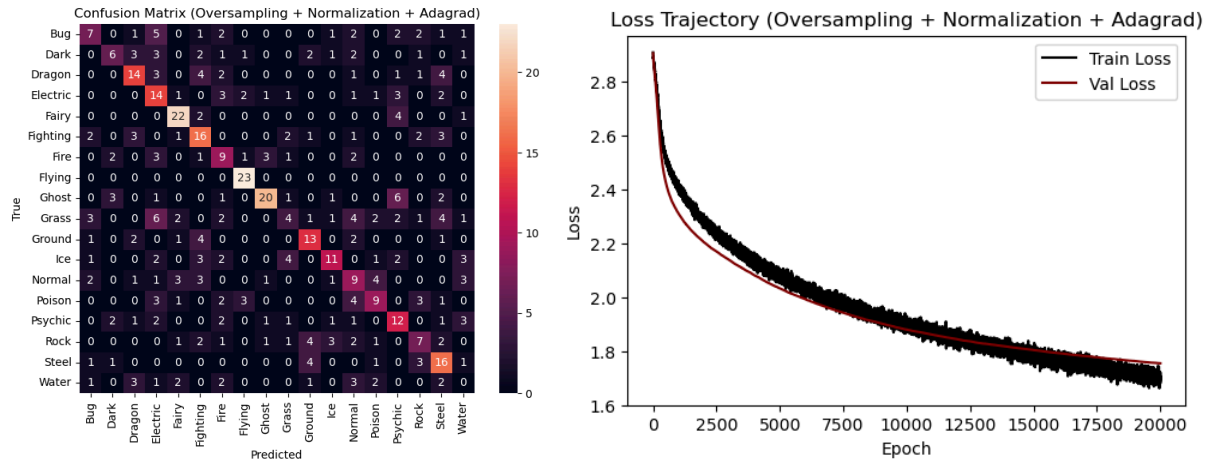 Confusion Matrix (Oversampling + Normalization + Adagrad)
True
Bug 7 0 1 5 0 1 2 0 0 0 0 1 2 0 2 2 1 1
Dark 0 6 3 3 0 2 1 1 0 0 2 1 2 0 0 0 0 1
Dragon 0 0 14 3 0 4 2 0 0 0 0 0 1 0 1 1 4 0
Electric 0 0 0 14 1 0 3 2 1 1 0 0 1 1 3 0 2 0
Fairy 0 0 0 0 22 2 0 0 0 0 0 0 0 0 4 0 0 1
Fighting 2 0 3 0 1 16 0 0 0 2 1 0 1 0 0 2 3 0
Fire 0 2 0 3 0 1 9 1 3 1 0 0 2 0 0 0 0 0
Flying 0 0 0 0 0 0 0 23 0 0 0 0 0 0 0 0 0 0
Ghost 0 3 0 1 0 0 1 0 20 1 0 1 0 0 6 0 2 0
Grass 3 0 0 6 2 0 2 0 0 4 1 1 4 2 2 1 4 1
Ground 1 0 2 0 1 4 0 0 0 0 13 0 2 0 0 0 1 0
Ice 1 0 0 2 0 3 2 0 0 4 0 11 0 1 2 0 0 3
Normal 2 0 1 1 3 3 0 0 1 0 0 1 9 4 0 0 0 3
Poison 0 0 0 3 1 0 2 3 0 0 0 0 4 9 0 3 1 0
Psychic 0 2 1 2 0 0 2 0 1 1 0 1 1 0 12 0 1 3
Rock 0 0 0 0 1 2 1 0 1 1 4 3 2 1 0 7 2 0
Steel 1 1 0 0 0 0 0 0 0 0 4 0 0 1 0 3 16 1
Water 1 0 3 1 2 0 2 0 0 0 1 0 3 2 0 0 2 0
Bug Dark Dragon Electric Fairy Fighting Fire Flying Ghost Grass Ground Ice Normal Poison Psychic Rock Steel Water
Predicted
20
15
10
5
0
Loss Trajectory (Oversampling + Normalization + Adagrad)
Train Loss
Val Loss
Loss
2.8
2.6
2.4
2.2
2.0
1.8
1.6
0 2500 5000 7500 10000 12500 15000 17500 20000
Epoch